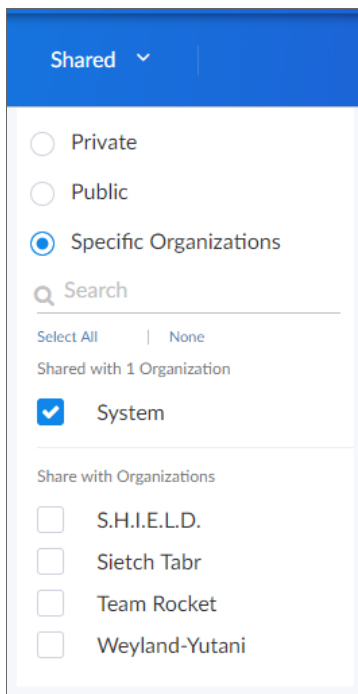 Shared
Private
Public
Specific Organizations
Search
Select All | None
Shared with 1 Organization
System
Share with Organizations
S.H.I.E.L.D.
Sietch Tabr
Team Rocket
Weyland-Yutani